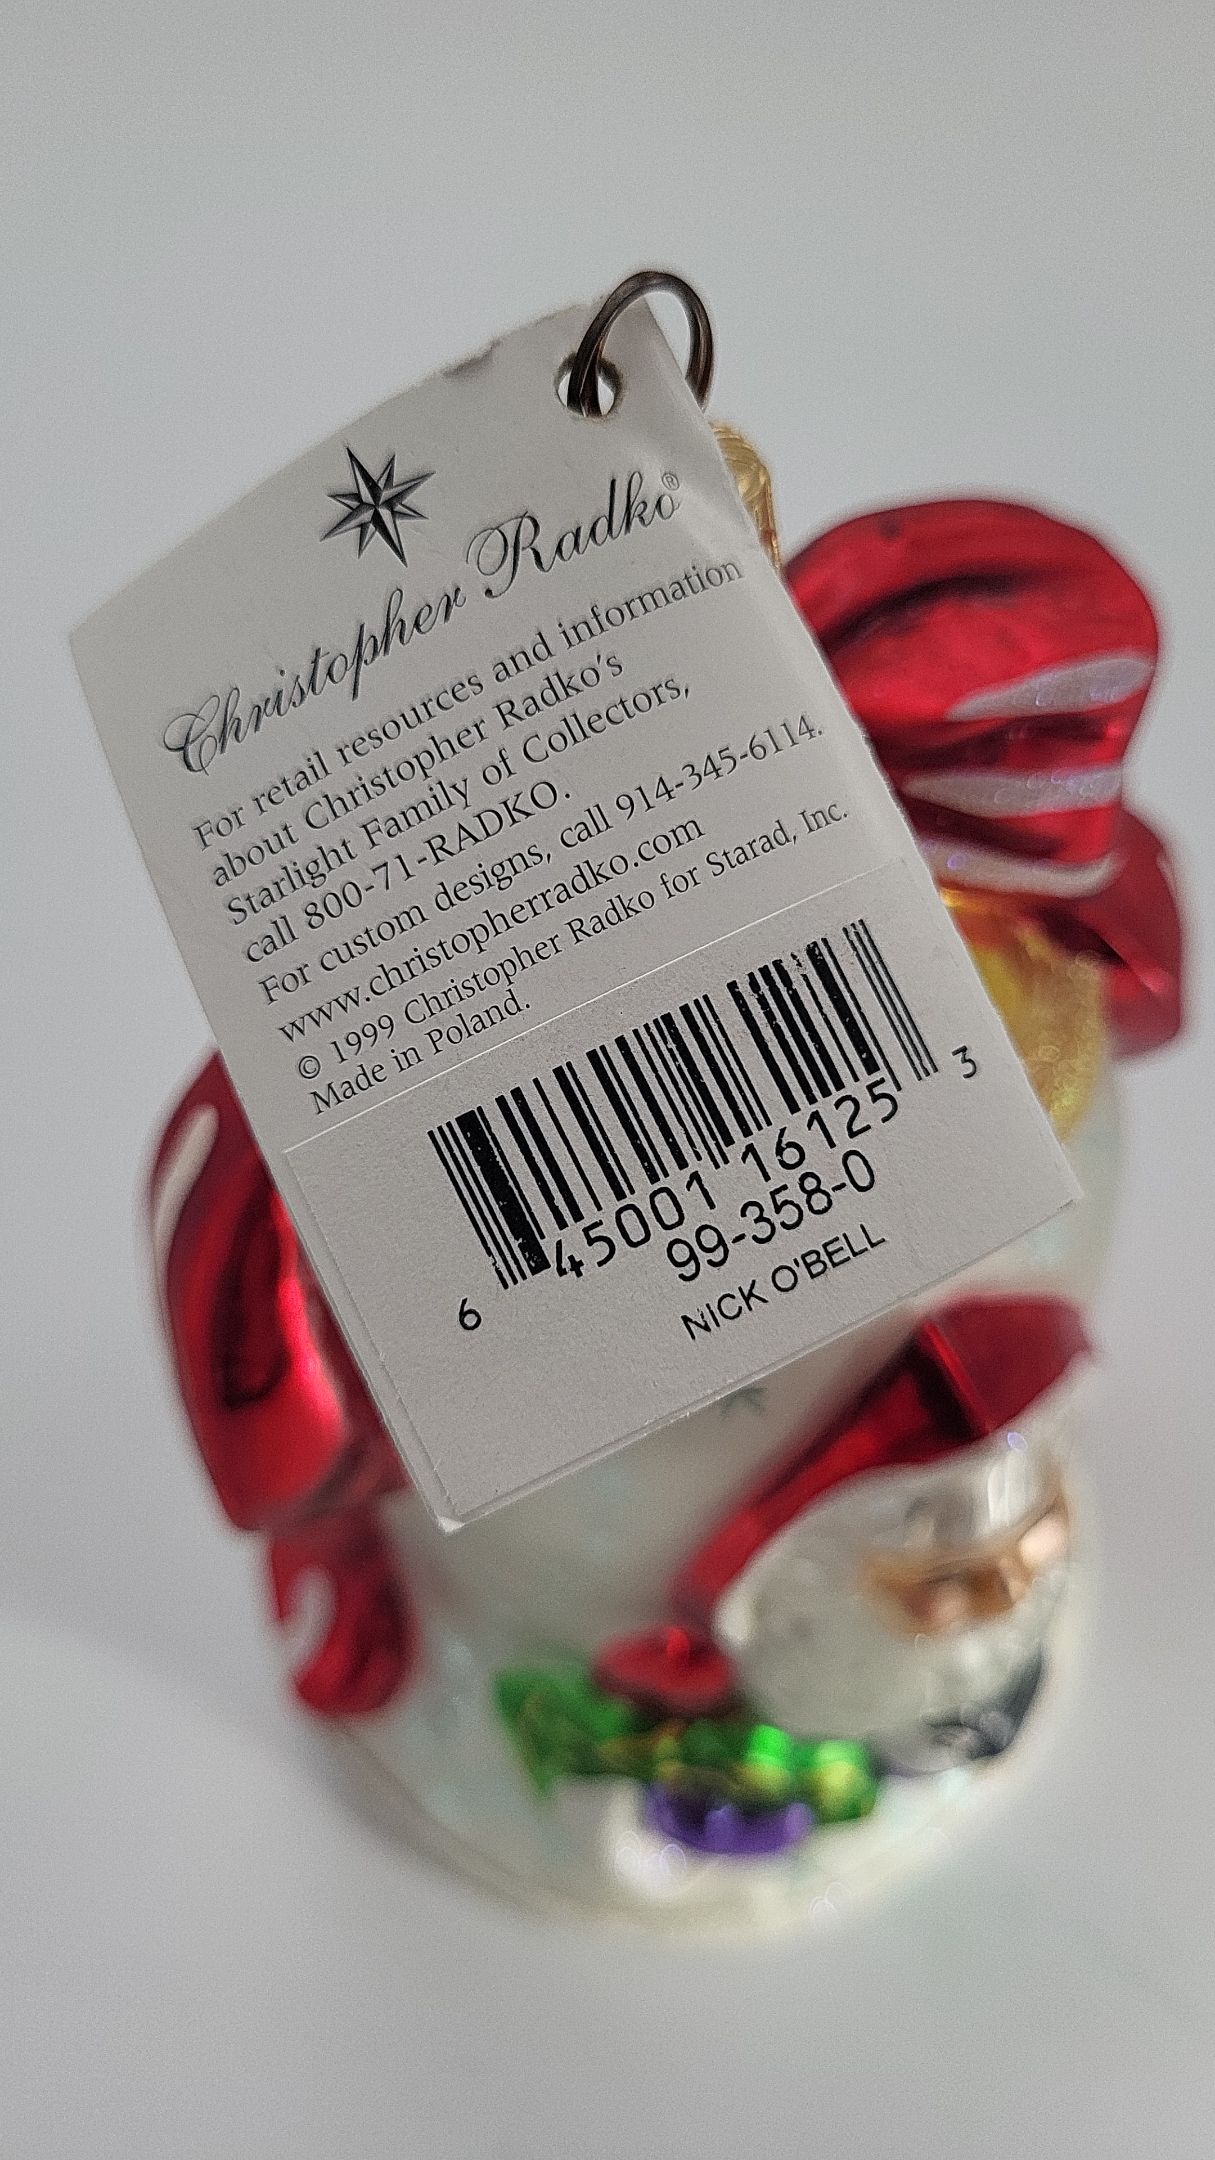 Christopher Radko®
For retail resources and information
about Christopher Radko's
Starlight Family of Collectors,
call 800-71-RADKO.
For custom designs, call 914-345-6114.
www.christopherradko.com
© 1999 Christopher Radko for Starad, Inc.
Made in Poland.
6 45001 16125 3
99-358-0
NICK O'BELL